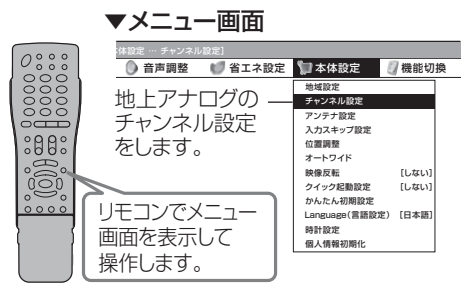 ▼メニュー画面
本体設定 … チャンネル設定]
音声調整 省エネ設定 本体設定 機能切換
地上アナログの
チャンネル設定
をします。
地域設定
チャンネル設定
アンテナ設定
入力スキップ設定
位置調整
オートワイド
映像反転 [しない]
クイック起動設定 [しない]
かんたん初期設定
Language(言語設定) [日本語]
時計設定
個人情報初期化
リモコンでメニュー
画面を表示して
操作します。